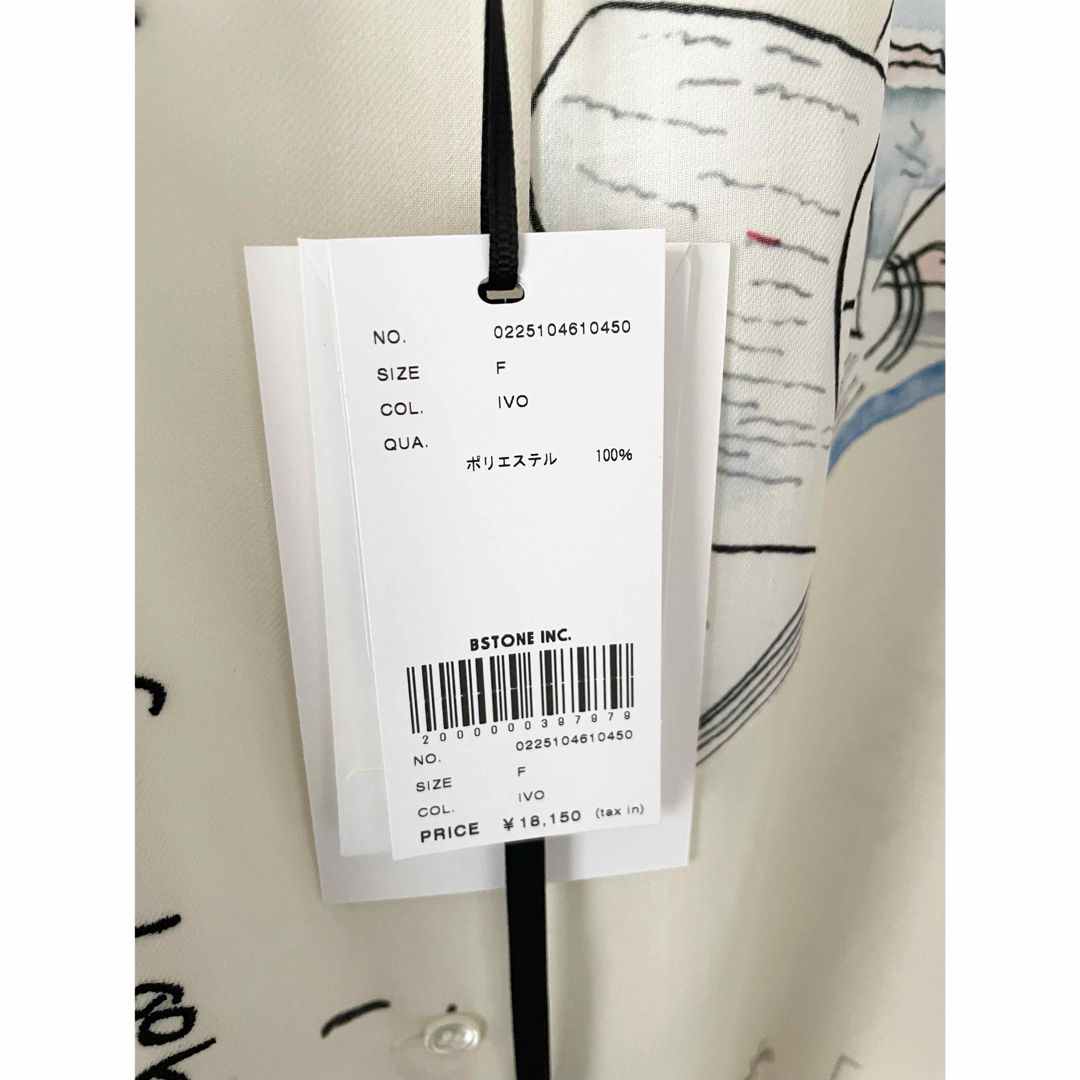 NO. 0225104610450
SIZE F
COL. IVO
QUA.
ポリエステル 100%
BSTONE INC.
2000000397979
NO. 0225104610450
SIZE F
COL. IVO
PRICE ¥18,150 (tax in)